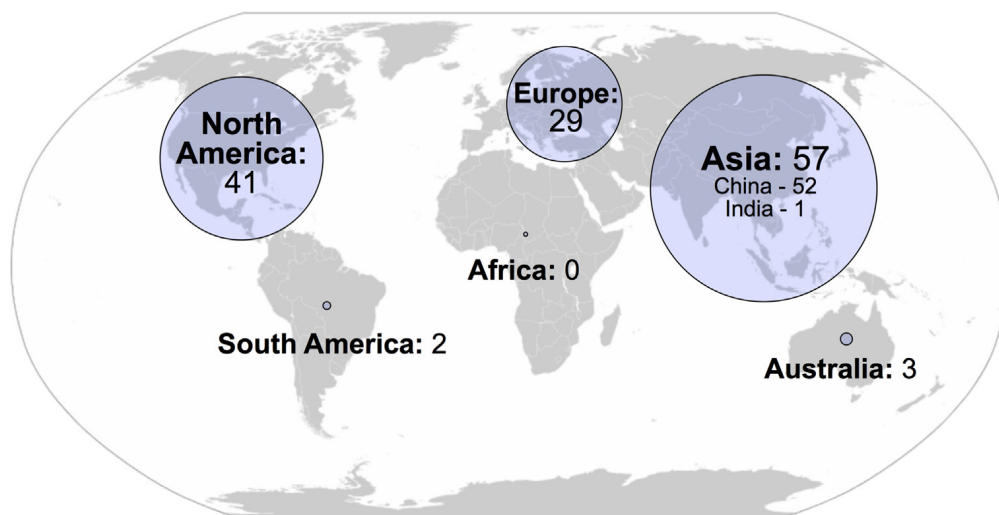 North
America:
41
Europe:
29
Asia: 57
China - 52
India - 1
Africa: 0
South America: 2
Australia: 3